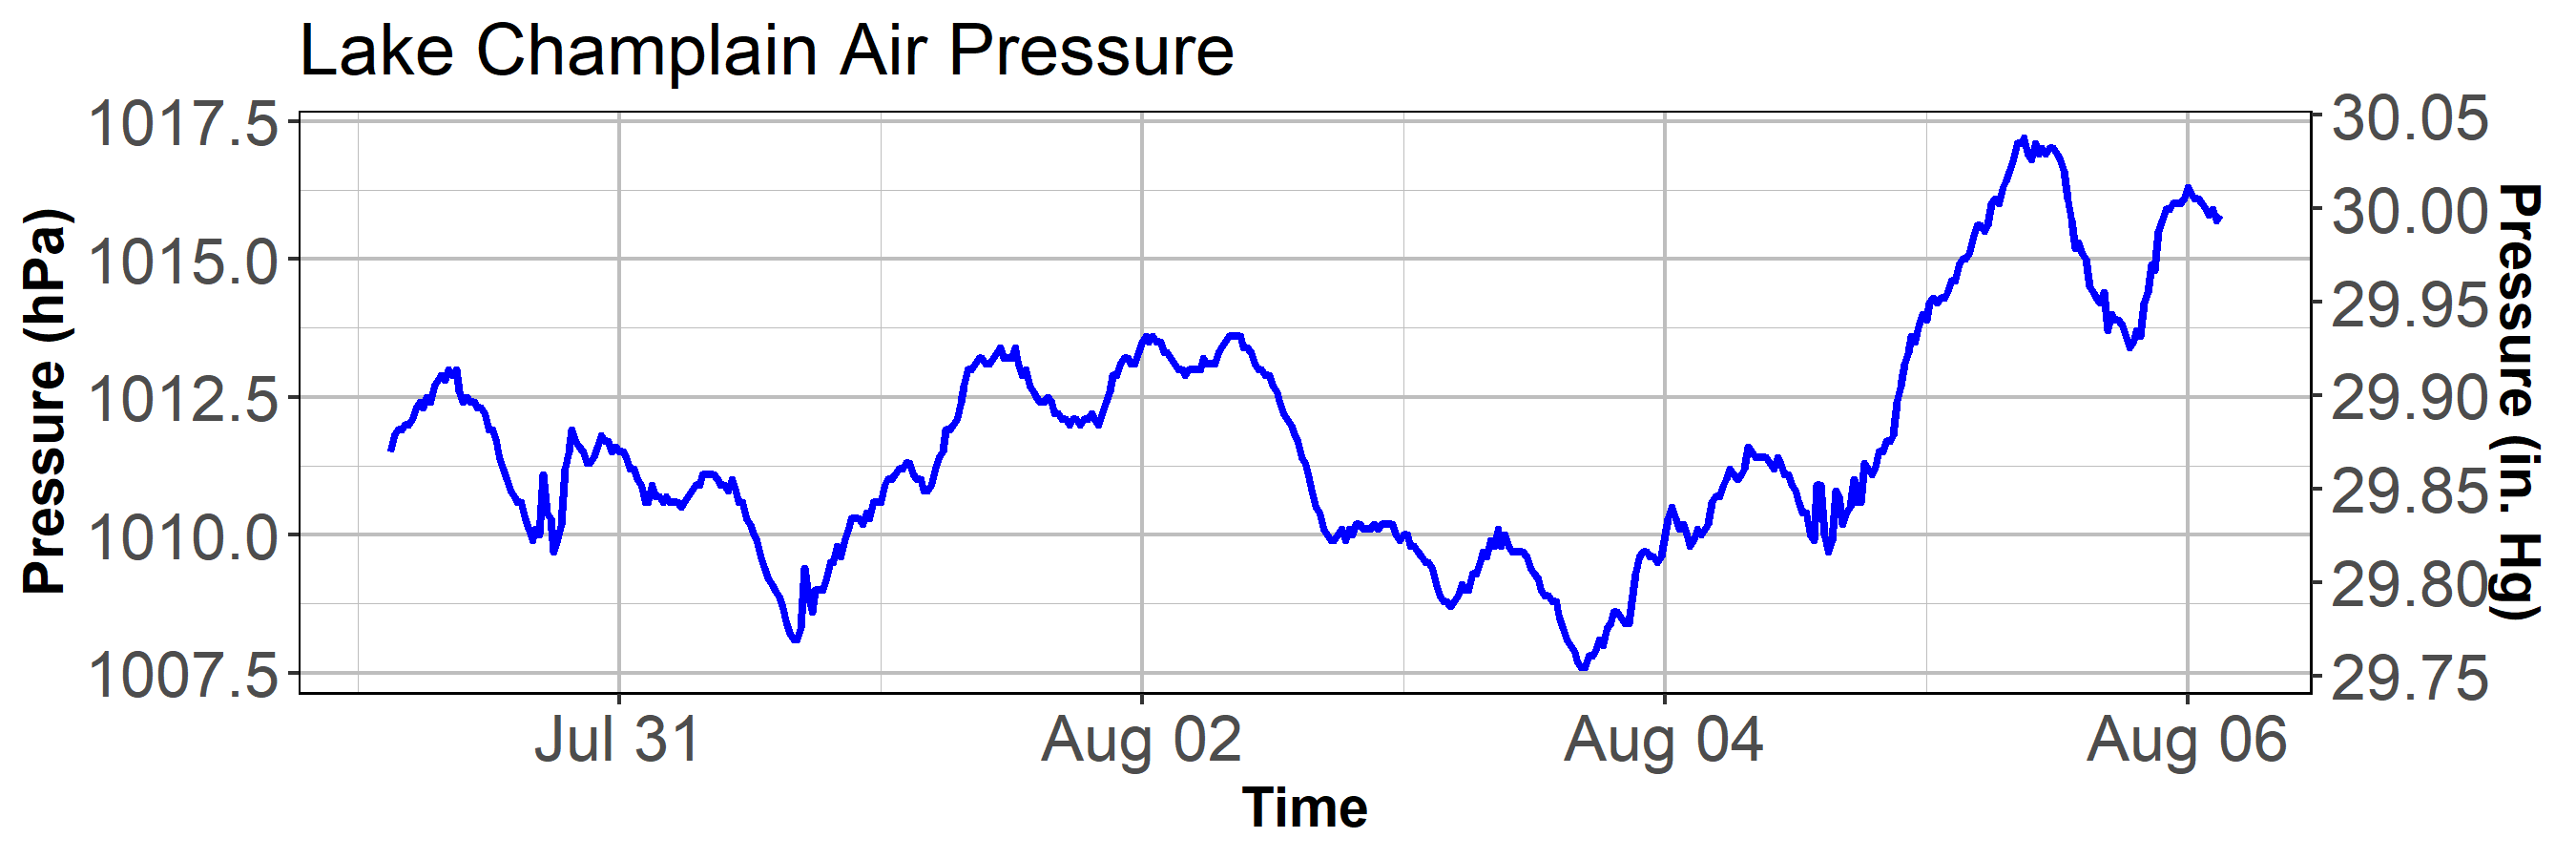 Lake Champlain Air Pressure
Pressure (hPa)
1017.5
1015.0
1012.5
1010.0
1007.5
30.05
30.00
29.95
29.90
29.85
29.80
29.75
Pressure (in. Hg)
Jul 31
Aug 02
Aug 04
Aug 06
Time